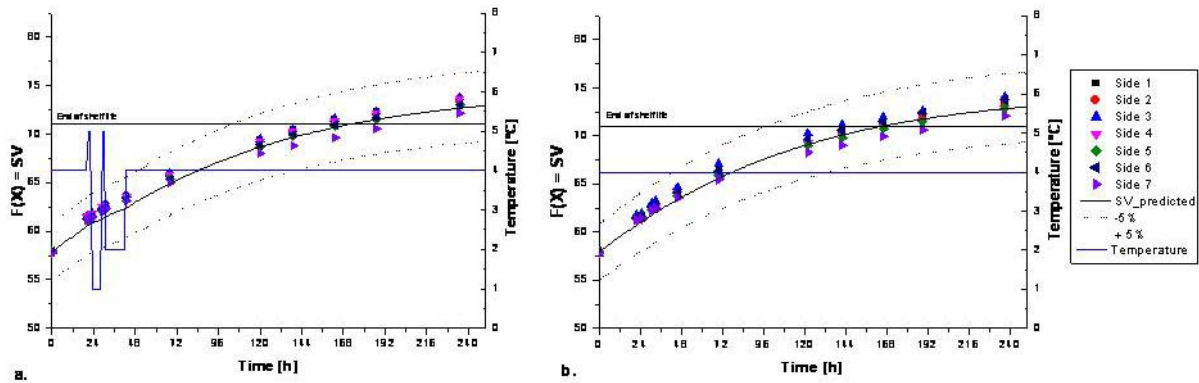 F(X) = SV
80
75
70
65
60
55
50
End of shelf life
8
7
6
5
4
3
2
1
0
Temperature [°C]
0 24 48 72 96 120 144 168 192 216 240
Time [h]
a.
F(X) = SV
80
75
70
65
60
55
50
End of shelf life
8
7
6
5
4
3
2
1
0
Temperature [°C]
0 24 48 72 96 120 144 168 192 216 240
Time [h]
b.
Side 1
Side 2
Side 3
Side 4
Side 5
Side 6
Side 7
SV_predicted
-5%
+5%
Temperature